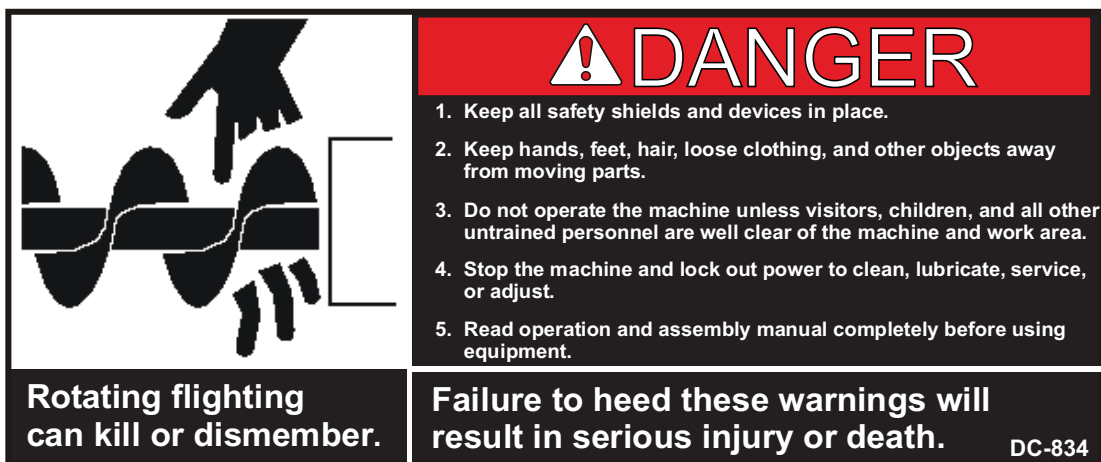 DANGER
1. Keep all safety shields and devices in place.
2. Keep hands, feet, hair, loose clothing, and other objects away
from moving parts.
3. Do not operate the machine unless visitors, children, and all other
untrained personnel are well clear of the machine and work area.
4. Stop the machine and lock out power to clean, lubricate, service,
or adjust.
5. Read operation and assembly manual completely before using
equipment.
Rotating flighting
can kill or dismember.
Failure to heed these warnings will
result in serious injury or death.
DC-834